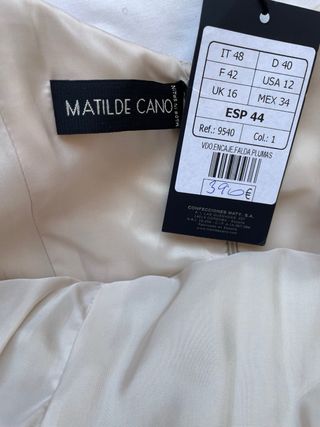 MATILDE CANO
IT 48 D 40
F 42 USA 12
UK 16 MEX 34
ESP 44
Ref.: 9540 Col.: 1
VDO.ENCAJE.FALDA PLUMAS
390€
CONFECCIONES MATY, S.A.